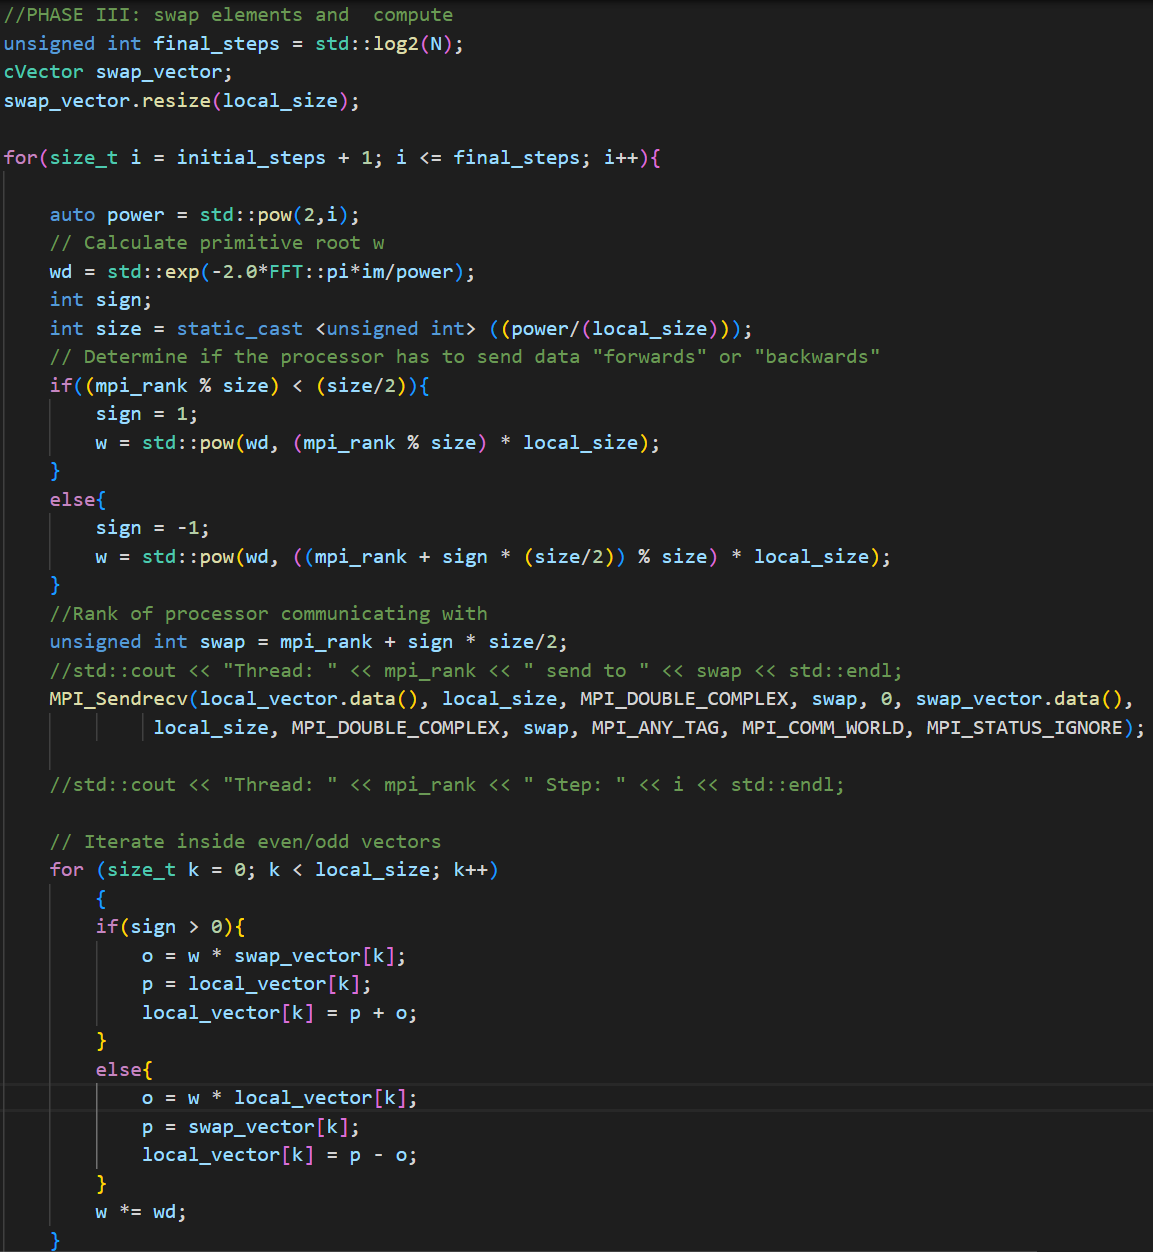 //PHASE III: swap elements and  compute
unsigned int final_steps = std::log2(N);
cVector swap_vector;
swap_vector.resize(local_size);
for(size_t i = initial_steps + 1; i <= final_steps; i++){
auto power = std::pow(2,i);
// Calculate primitive root w
wd = std::exp(-2.0*FFT::pi*im/power);
int sign;
int size = static_cast <unsigned int> ((power/(local_size)));
// Determine if the processor has to send data "forwards" or "backwards"
if((mpi_rank % size) < (size/2)){
sign = 1;
w = std::pow(wd, (mpi_rank % size) * local_size);
}
else{
sign = -1;
w = std::pow(wd, ((mpi_rank + sign * (size/2)) % size) * local_size);
}
//Rank of processor communicating with
unsigned int swap = mpi_rank + sign * size/2;
//std::cout << "Thread: " << mpi_rank << " send to " << swap << std::endl;
MPI_Sendrecv(local_vector.data(), local_size, MPI_DOUBLE_COMPLEX, swap, 0, swap_vector.data(),
local_size, MPI_DOUBLE_COMPLEX, swap, MPI_ANY_TAG, MPI_COMM_WORLD, MPI_STATUS_IGNORE);
//std::cout << "Thread: " << mpi_rank << " Step: " << i << std::endl;
// Iterate inside even/odd vectors
for (size_t k = 0; k < local_size; k++)
{
if(sign > 0){
o = w * swap_vector[k];
p = local_vector[k];
local_vector[k] = p + o;
}
else{
o = w * local_vector[k];
p = swap_vector[k];
local_vector[k] = p - o;
}
w *= wd;
}